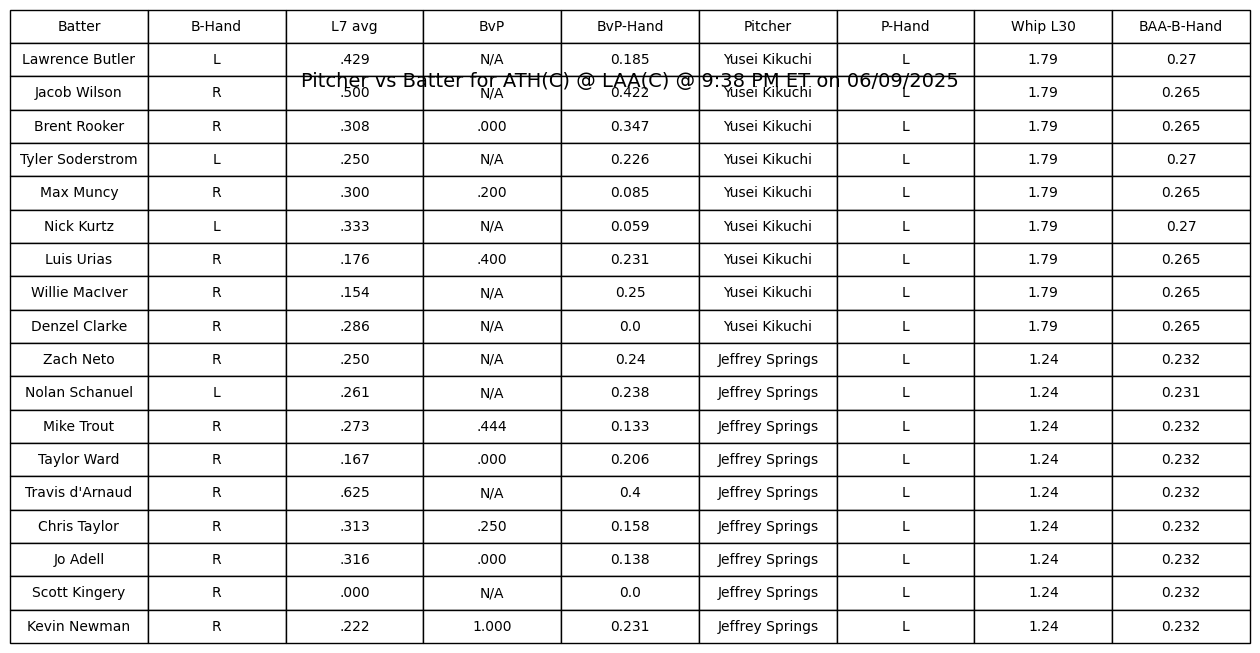 Batter B-Hand L7 avg BvP BvP-Hand Pitcher P-Hand Whip L30 BAA-B-Hand
Lawrence Butler L .429 N/A 0.185 Yusei Kikuchi L 1.79 0.27
Pitcher vs Batter for ATH(C) @ LAA(C) @ 9:38 PM ET on 06/09/2025
Jacob Wilson R .500 N/A 0.422 Yusei Kikuchi L 1.79 0.265
Brent Rooker R .308 .000 0.347 Yusei Kikuchi L 1.79 0.265
Tyler Soderstrom L .250 N/A 0.226 Yusei Kikuchi L 1.79 0.27
Max Muncy R .300 .200 0.085 Yusei Kikuchi L 1.79 0.265
Nick Kurtz L .333 N/A 0.059 Yusei Kikuchi L 1.79 0.27
Luis Urias R .176 .400 0.231 Yusei Kikuchi L 1.79 0.265
Willie MacIver R .154 N/A 0.25 Yusei Kikuchi L 1.79 0.265
Denzel Clarke R .286 N/A 0.0 Yusei Kikuchi L 1.79 0.265
Zach Neto R .250 N/A 0.24 Jeffrey Springs L 1.24 0.232
Nolan Schanuel L .261 N/A 0.238 Jeffrey Springs L 1.24 0.231
Mike Trout R .273 .444 0.133 Jeffrey Springs L 1.24 0.232
Taylor Ward R .167 .000 0.206 Jeffrey Springs L 1.24 0.232
Travis d'Arnaud R .625 N/A 0.4 Jeffrey Springs L 1.24 0.232
Chris Taylor R .313 .250 0.158 Jeffrey Springs L 1.24 0.232
Jo Adell R .316 .000 0.138 Jeffrey Springs L 1.24 0.232
Scott Kingery R .000 N/A 0.0 Jeffrey Springs L 1.24 0.232
Kevin Newman R .222 1.000 0.231 Jeffrey Springs L 1.24 0.232